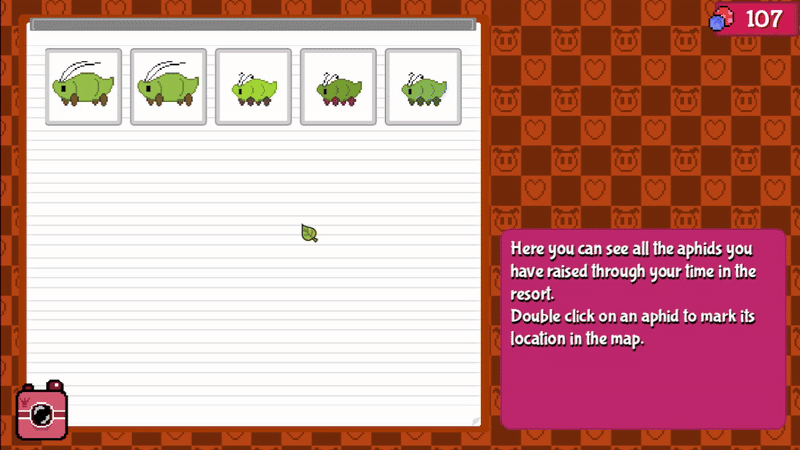 107
Here you can see all the aphids you
have raised through your time in the
resort.
Double click on an aphid to mark its
location in the map.